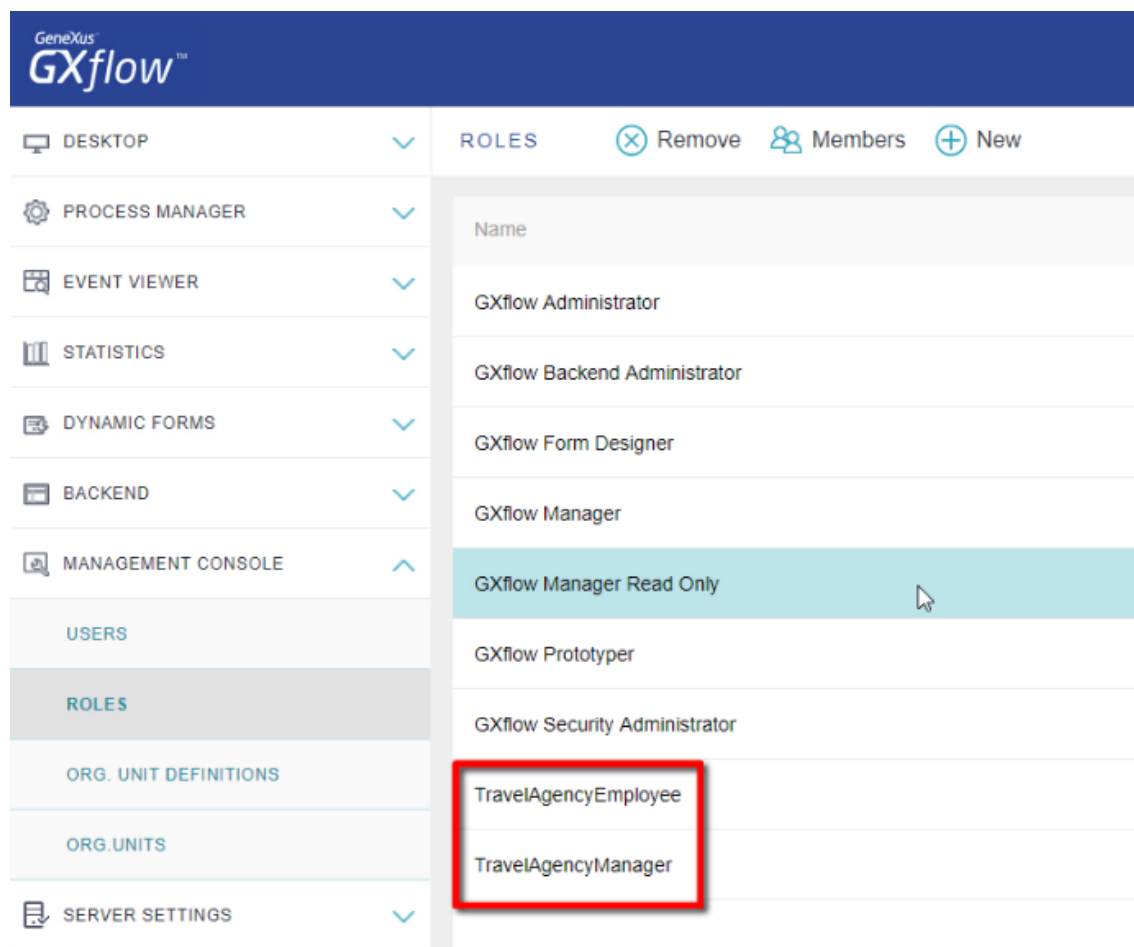 GeneXus™
GXflow™
DESKTOP
PROCESS MANAGER
EVENT VIEWER
STATISTICS
DYNAMIC FORMS
BACKEND
MANAGEMENT CONSOLE
USERS
ROLES
ORG. UNIT DEFINITIONS
ORG.UNITS
SERVER SETTINGS
ROLES Remove Members New
Name
GXflow Administrator
GXflow Backend Administrator
GXflow Form Designer
GXflow Manager
GXflow Manager Read Only
GXflow Prototyper
GXflow Security Administrator
TravelAgencyEmployee
TravelAgencyManager